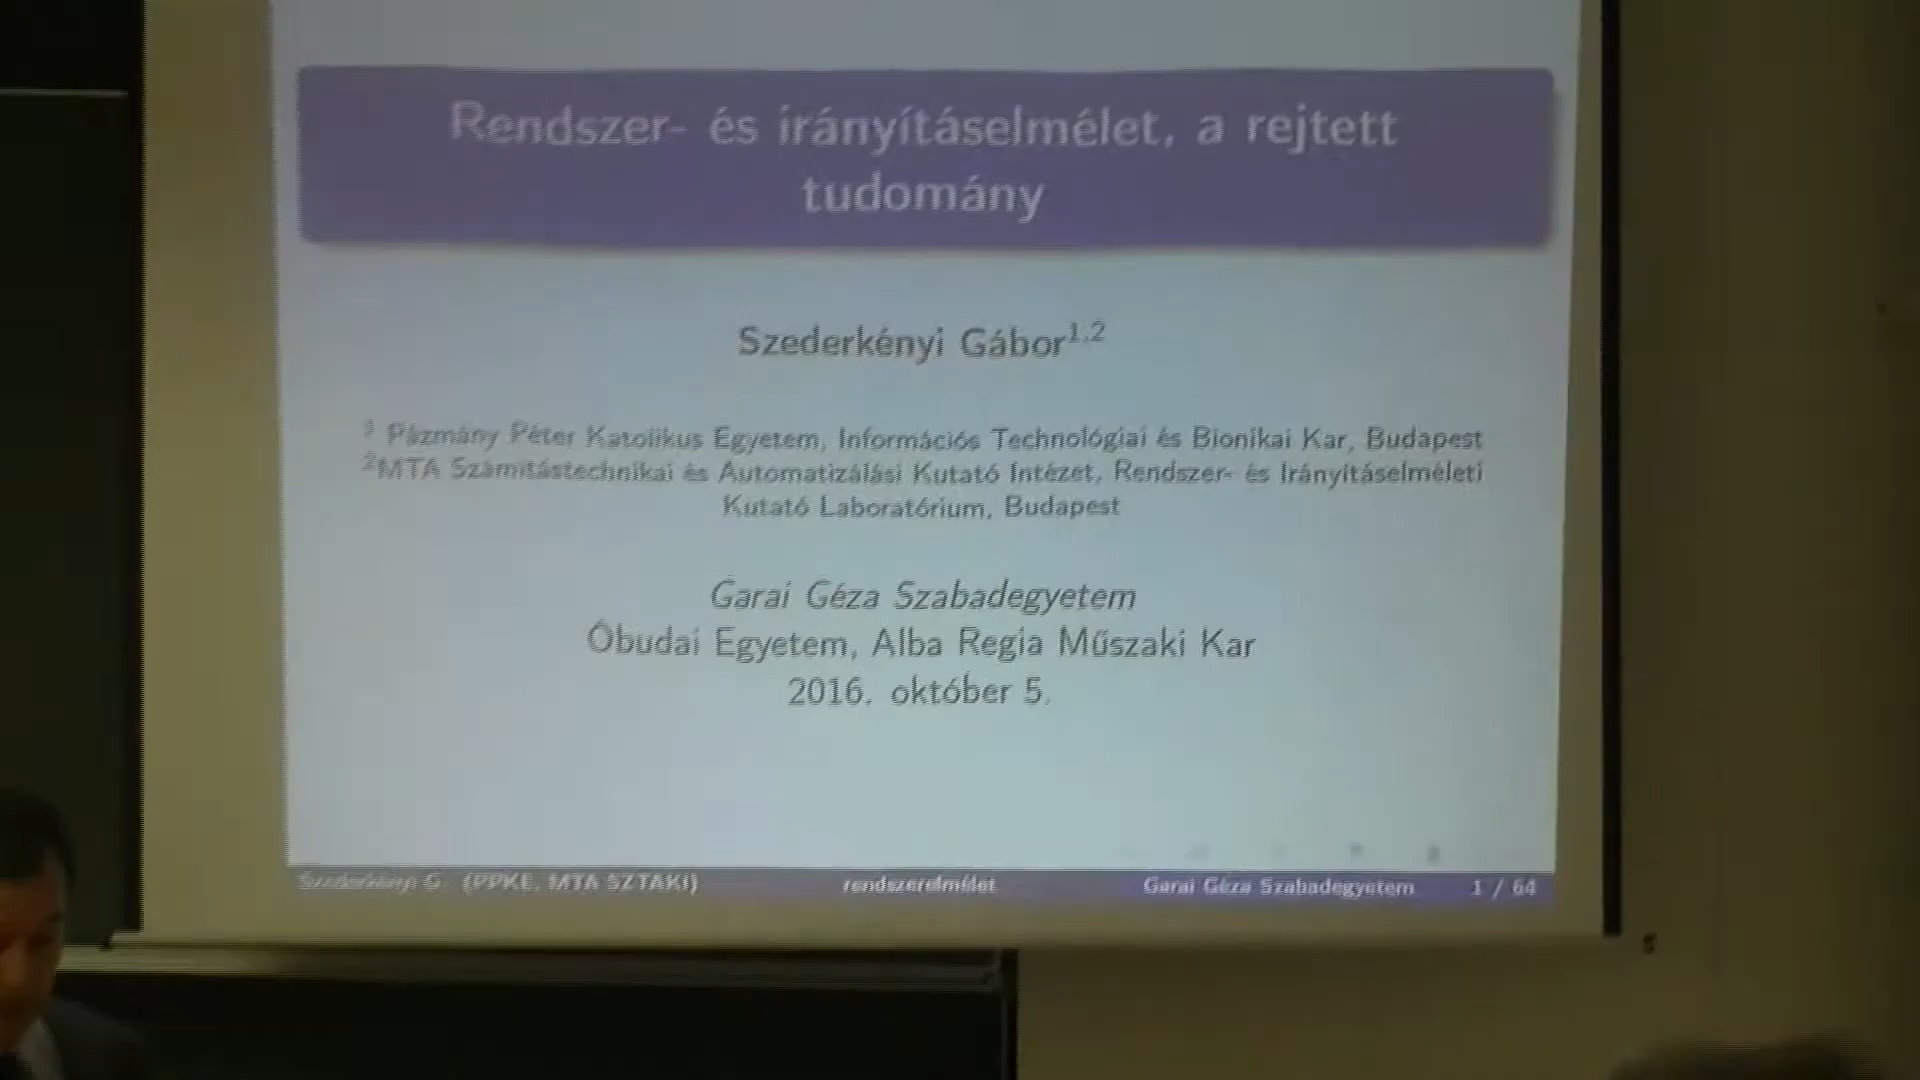 Rendszer- és irányításelmélet, a rejtett
tudomány
Szederkényi Gábor1,2
1 Pázmány Péter Katolikus Egyetem, Információs Technológiai és Bionikai Kar, Budapest
2MTA Számítástechnikai és Automatizálási Kutató Intézet, Rendszer- és Irányításelméleti
Kutató Laboratórium, Budapest
Garai Géza Szabadegyetem
Óbudai Egyetem, Alba Regia Műszaki Kar
2016. október 5.
Szederkényi G. (PPKE, MTA SZTAKI) rendszerelmélet Garai Géza Szabadegyetem 1 / 64